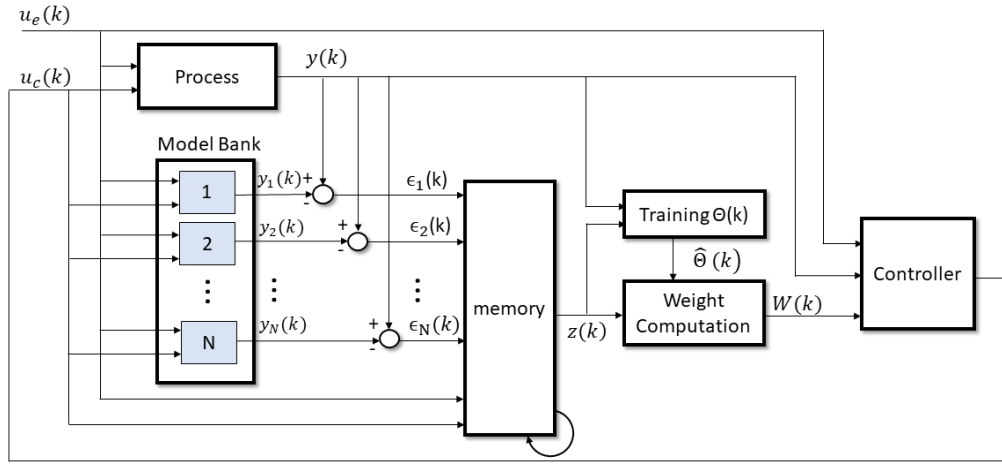 u_e(k)
u_c(k)
Process
y(k)
Model Bank
1
y_1(k)
+
-
ϵ_1(k)
2
y_2(k)
+
-
ϵ_2(k)
⋮
⋮
⋮
N
y_N(k)
+
-
ϵ_N(k)
memory
z(k)
Training Θ(k)
Θ̂ (k)
Weight
Computation
W(k)
Controller